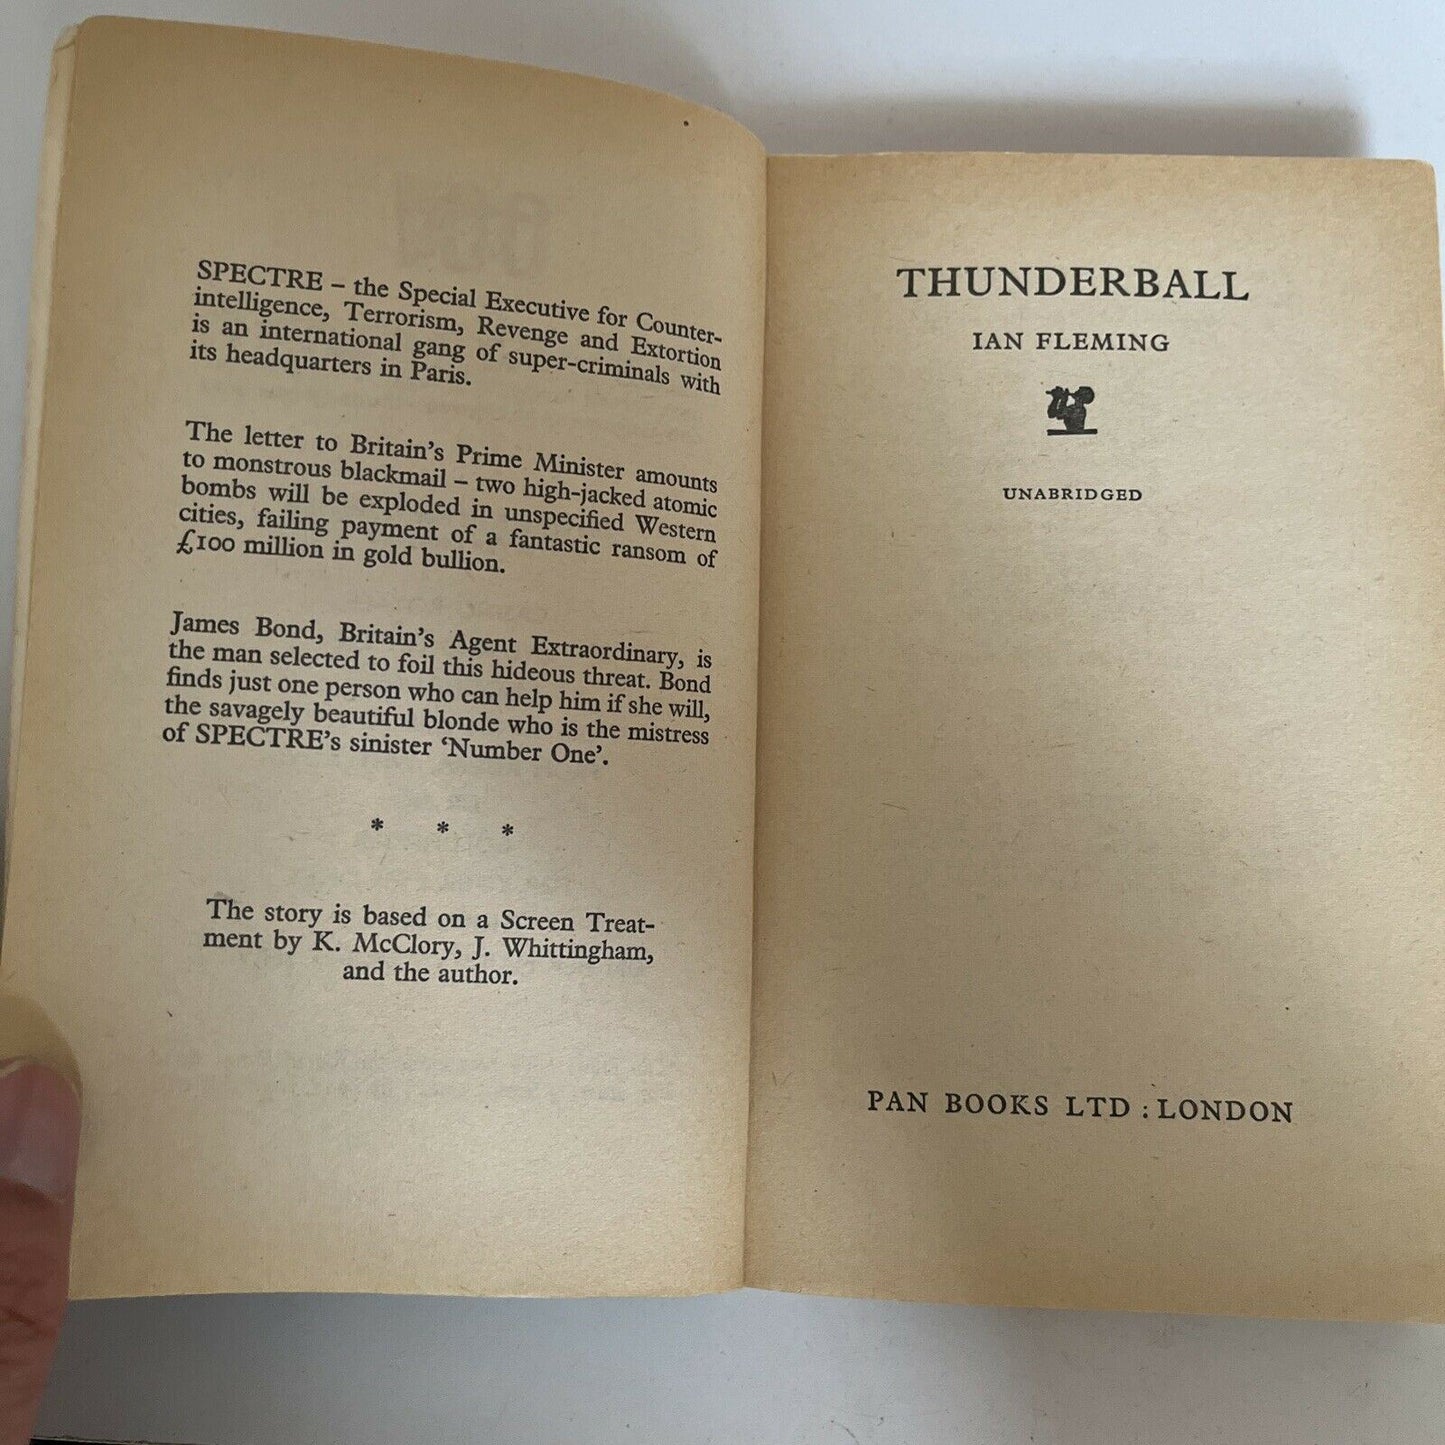 SPECTRE – the Special Executive for Counter-
intelligence, Terrorism, Revenge and Extortion
is an international gang of super-criminals with
its headquarters in Paris.
The letter to Britain's Prime Minister amounts
to monstrous blackmail – two high-jacked atomic
bombs will be exploded in unspecified Western
cities, failing payment of a fantastic ransom of
£100 million in gold bullion.
James Bond, Britain's Agent Extraordinary, is
the man selected to foil this hideous threat. Bond
finds just one person who can help him if she will,
the savagely beautiful blonde who is the mistress
of SPECTRE's sinister 'Number One'.
* * *
The story is based on a Screen Treat-
ment by K. McClory, J. Whittingham,
and the author.
THUNDERBALL
IAN FLEMING
UNABRIDGED
PAN BOOKS LTD : LONDON